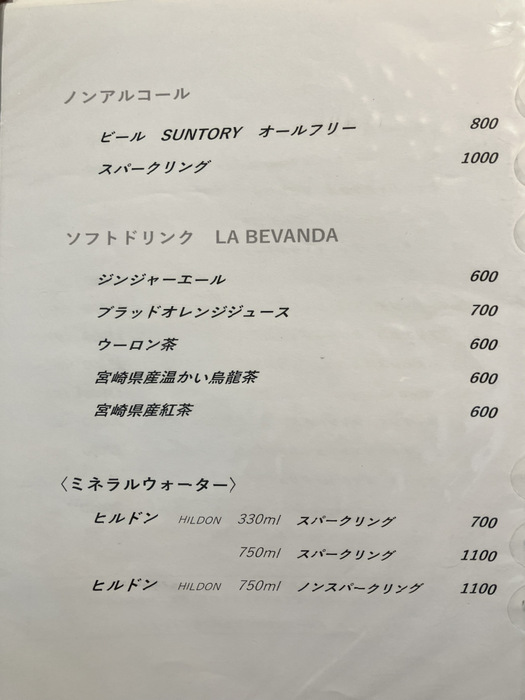 ノンアルコール
ビール SUNTORY オールフリー 800
スパークリング 1000
ソフトドリンク LA BEVANDA
ジンジャーエール 600
ブラッドオレンジジュース 700
ウーロン茶 600
宮崎県産温かい烏龍茶 600
宮崎県産紅茶 600
〈ミネラルウォーター〉
ヒルドン HILDON 330ml スパークリング 700
750ml スパークリング 1100
ヒルドン HILDON 750ml ノンスパークリング 1100